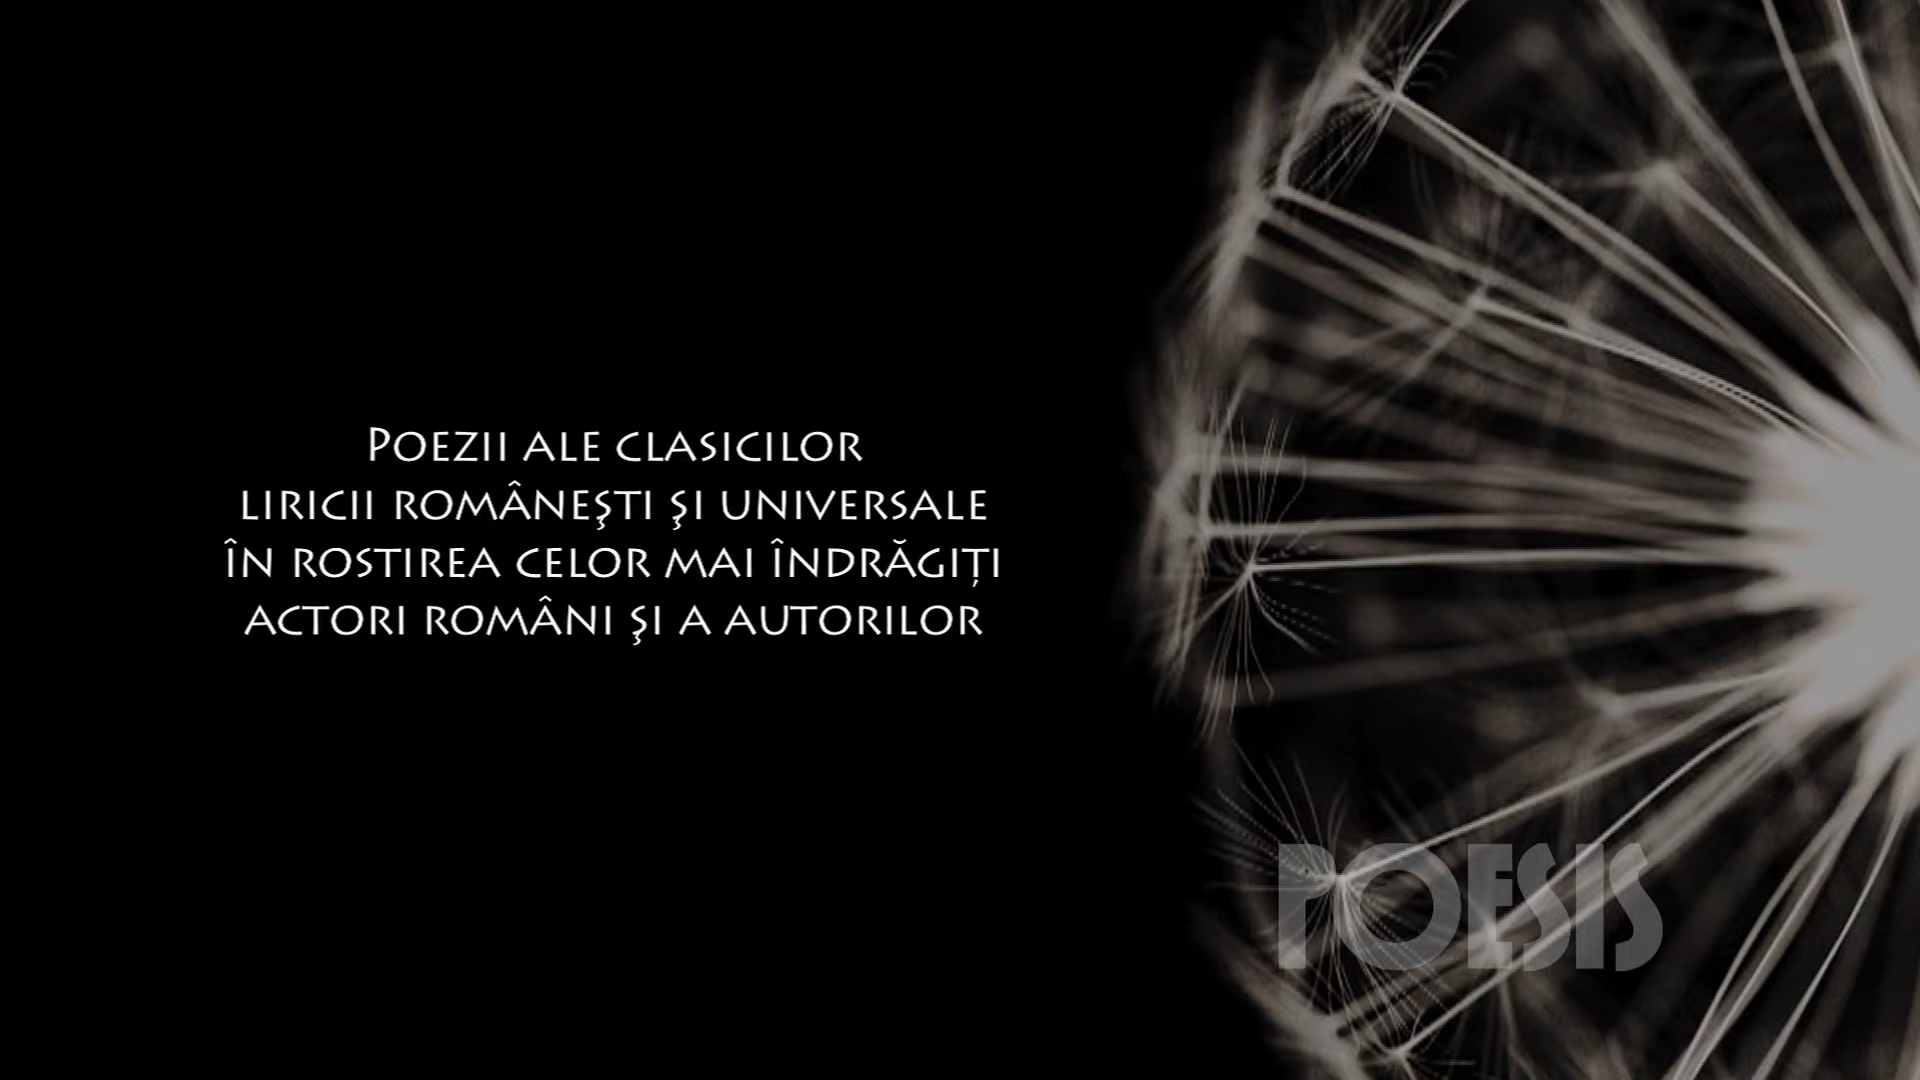 POEZII ALE CLASICILOR
LIRICII ROMÂNEŞTI ŞI UNIVERSALE
ÎN ROSTIREA CELOR MAI ÎNDRĂGIȚI
ACTORI ROMÂNI ŞI A AUTORILOR
POESIS